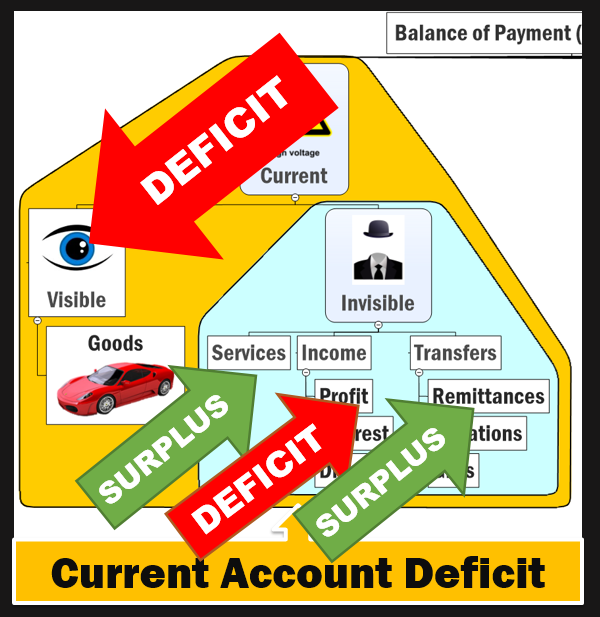 Balance of Payment (
DEFICIT
voltage
Current
Visible
Invisible
Goods
Services
Income
Transfers
Profit
Remittances
SURPLUS
DEFICIT
SURPLUS
Current Account Deficit